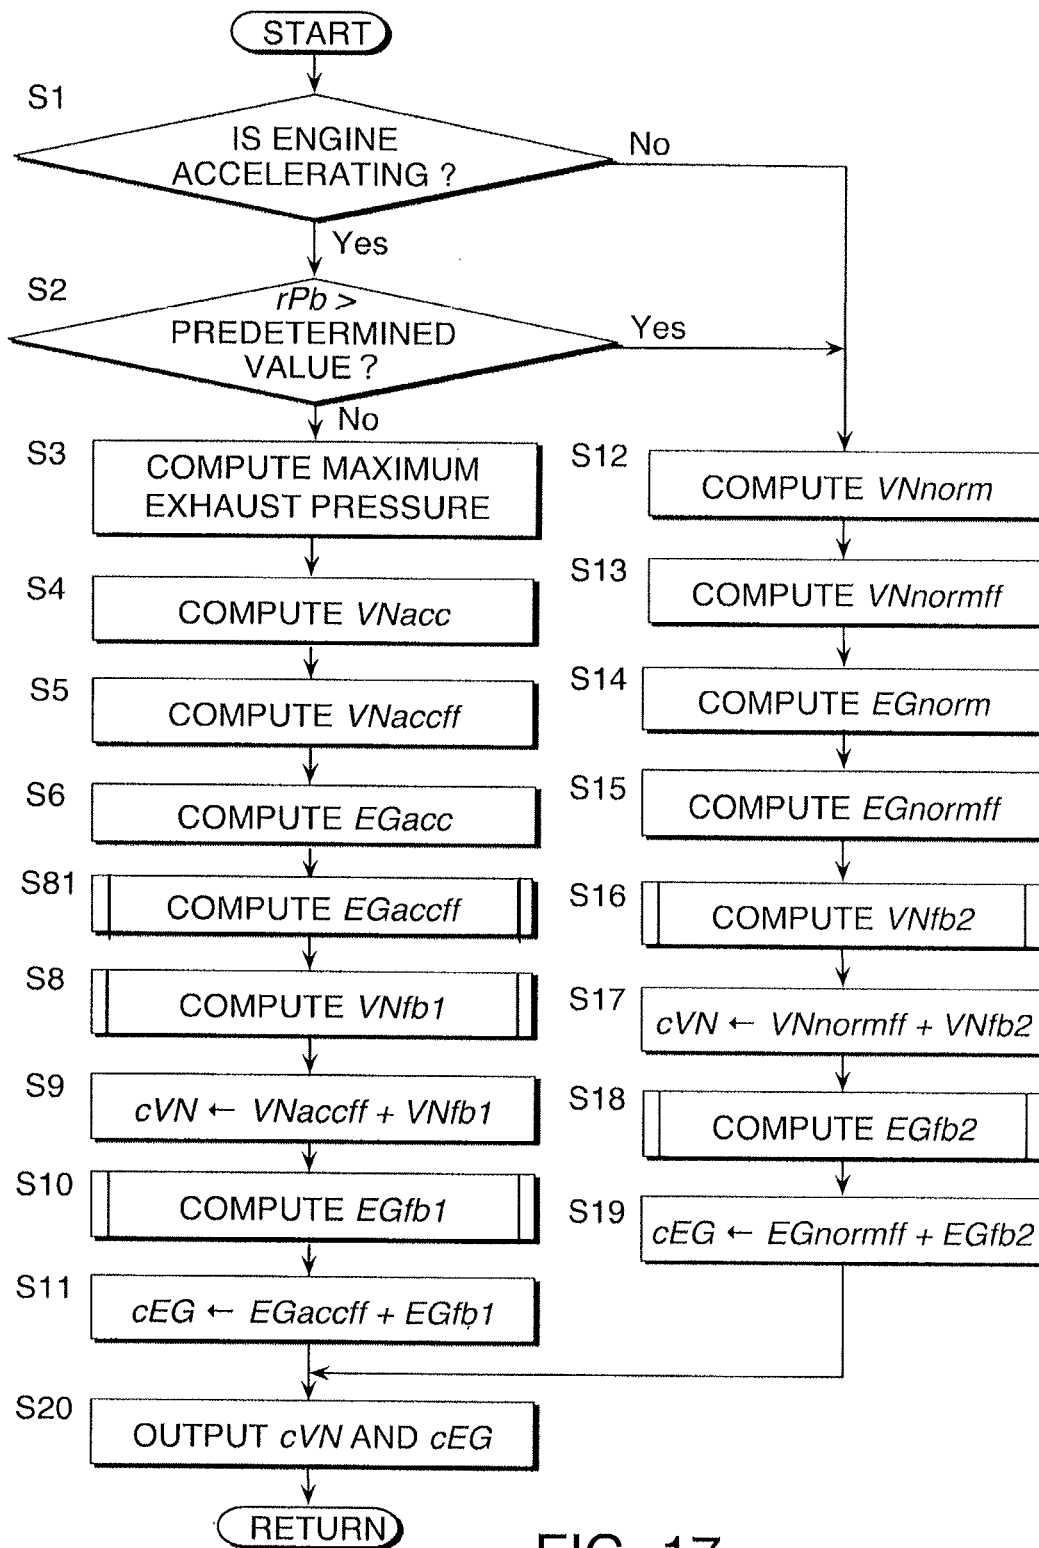 START
S1
IS ENGINE
ACCELERATING ?
No
Yes
S2
rPb >
PREDETERMINED
VALUE ?
Yes
No
S3
COMPUTE MAXIMUM
EXHAUST PRESSURE
S4
COMPUTE VNacc
S5
COMPUTE VNaccff
S6
COMPUTE EGacc
S81
COMPUTE EGaccff
S8
COMPUTE VNfb1
S9
cVN ← VNaccff + VNfb1
S10
COMPUTE EGfb1
S11
cEG ← EGaccff + EGfb1
S12
COMPUTE VNnorm
S13
COMPUTE VNnormff
S14
COMPUTE EGnorm
S15
COMPUTE EGnormff
S16
COMPUTE VNfb2
S17
cVN ← VNnormff + VNfb2
S18
COMPUTE EGfb2
S19
cEG ← EGnormff + EGfb2
S20
OUTPUT cVN AND cEG
RETURN
FIG. 17